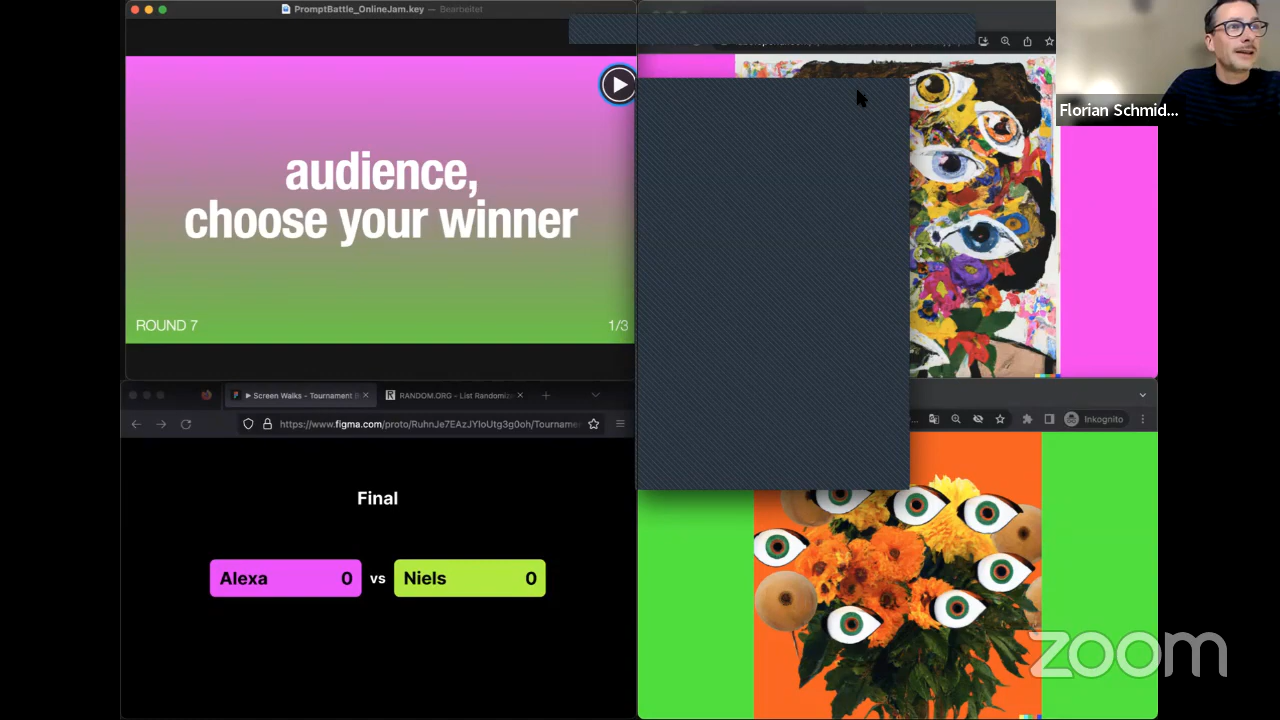 PromptBattle_OnlineJam.key — Bearbeitet
audience,
choose your winner
ROUND 7
1/3
Florian Schmid...
Screen Walks - Tournament
RANDOM.ORG - List Randomiz
https://www.figma.com/proto/RuhnJe7EAzJYIoUtg3g0oh/Tourname
Inkognito
Final
Alexa 0 vs Niels 0
zoom